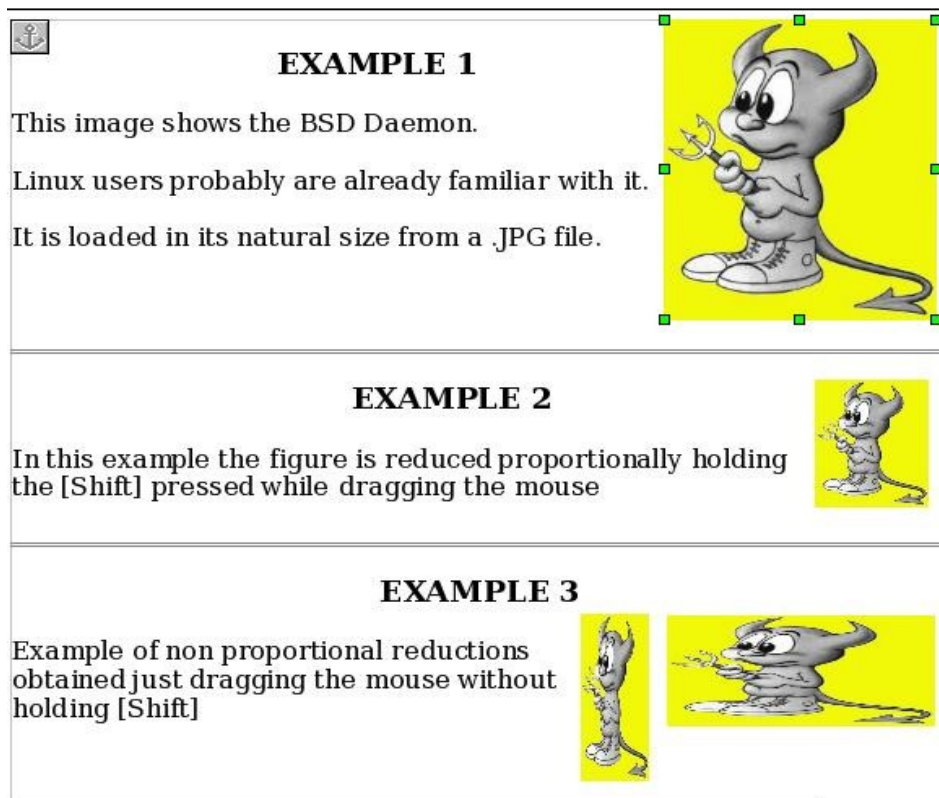 EXAMPLE 1
This image shows the BSD Daemon.
Linux users probably are already familiar with it.
It is loaded in its natural size from a .JPG file.
EXAMPLE 2
In this example the figure is reduced proportionally holding
the [Shift] pressed while dragging the mouse
EXAMPLE 3
Example of non proportional reductions
obtained just dragging the mouse without
holding [Shift]